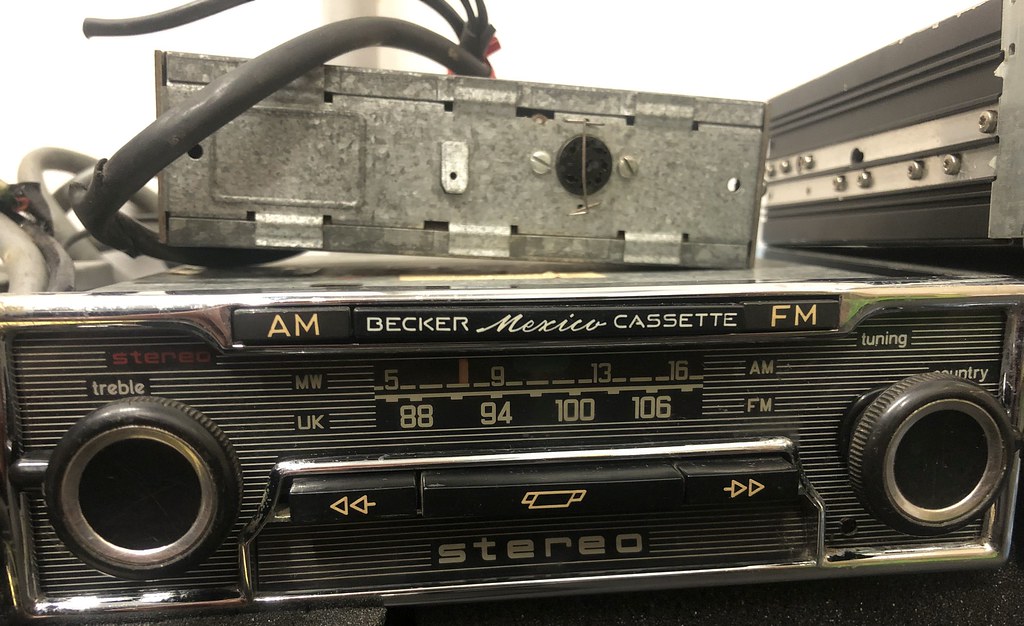 AM BECKER Mexico CASSETTE FM
stereo
tuning
treble
country
MW 5 9 13 16 AM
UK 88 94 100 106 FM
stereo